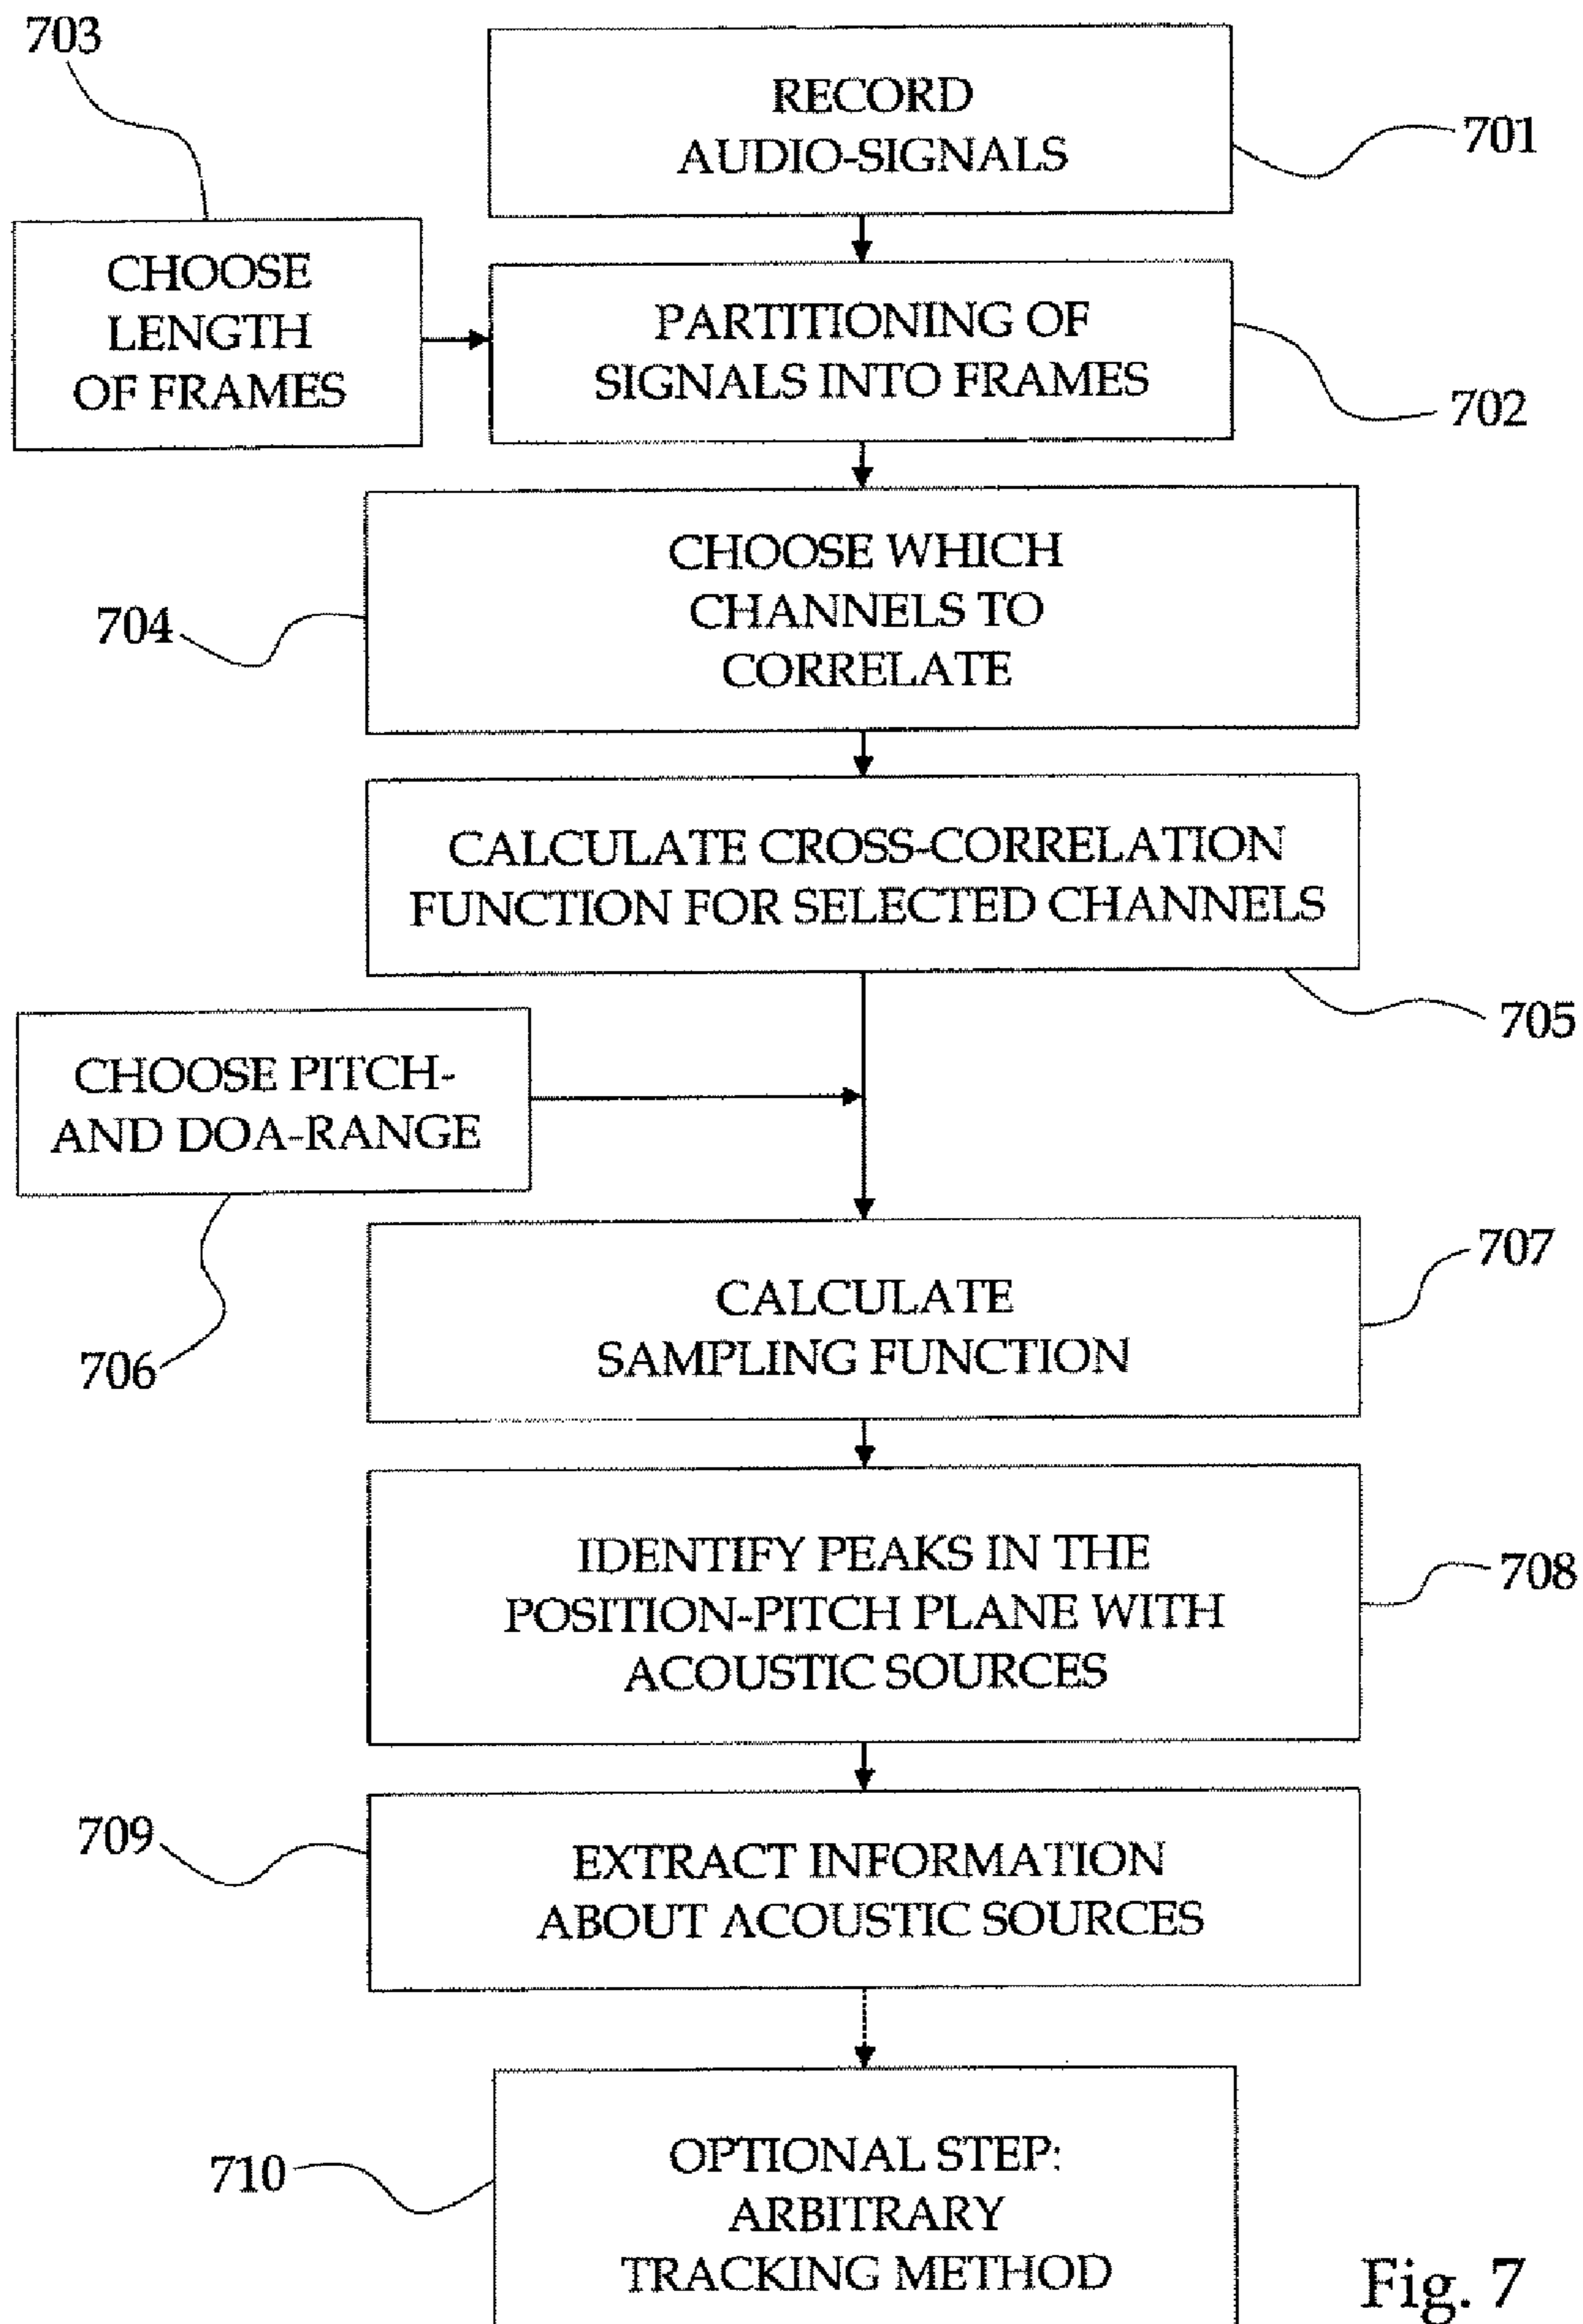 703
RECORD
AUDIO-SIGNALS
701
CHOOSE
LENGTH
OF FRAMES
PARTITIONING OF
SIGNALS INTO FRAMES
702
CHOOSE WHICH
CHANNELS TO
CORRELATE
704
CALCULATE CROSS-CORRELATION
FUNCTION FOR SELECTED CHANNELS
705
CHOOSE PITCH-
AND DOA-RANGE
706
CALCULATE
SAMPLING FUNCTION
707
IDENTIFY PEAKS IN THE
POSITION-PITCH PLANE WITH
ACOUSTIC SOURCES
708
709
EXTRACT INFORMATION
ABOUT ACOUSTIC SOURCES
710
OPTIONAL STEP:
ARBITRARY
TRACKING METHOD
Fig. 7